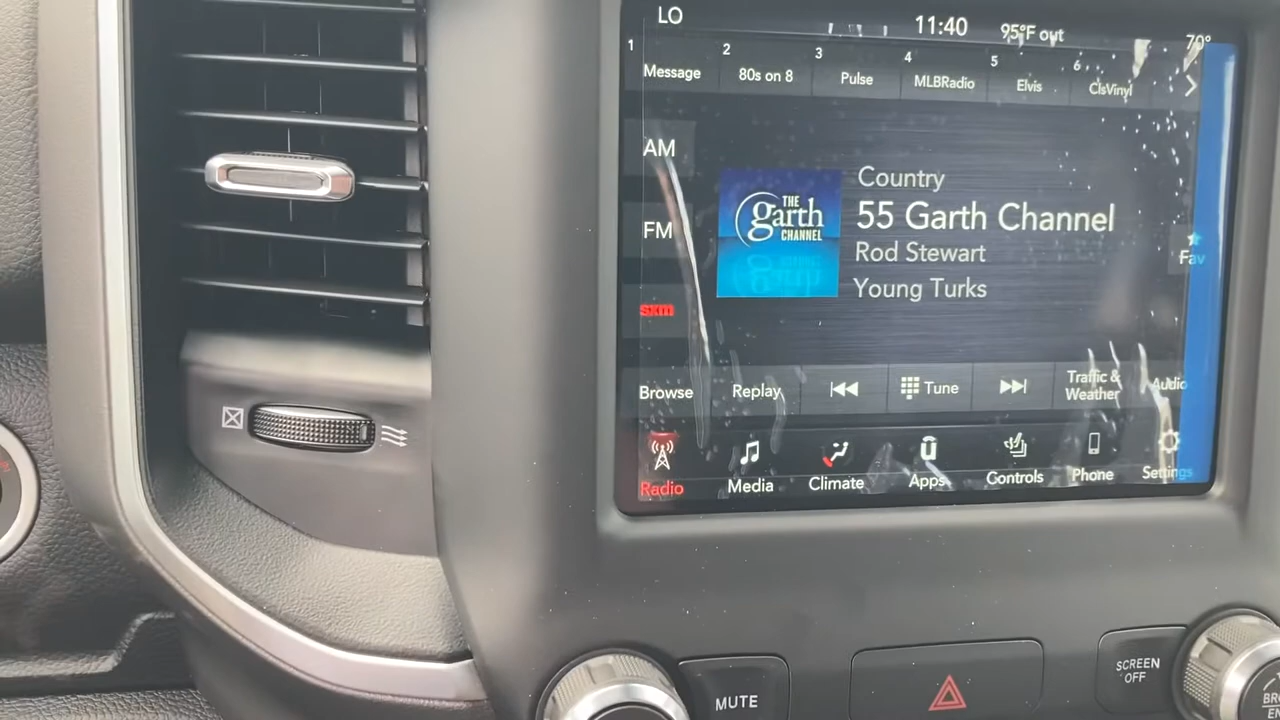 LO
11:40
95°F out
70°
1 Message
2 80s on 8
3 Pulse
4 MLBRadio
5 Elvis
6 ClsVinyl
AM
FM
sxm
THE
garth
CHANNEL
Country
55 Garth Channel
Rod Stewart
Young Turks
Fav
Browse
Replay
Tune
Traffic &
Weather
Audio
Radio
Media
Climate
Apps
Controls
Phone
Settings
MUTE
SCREEN
OFF